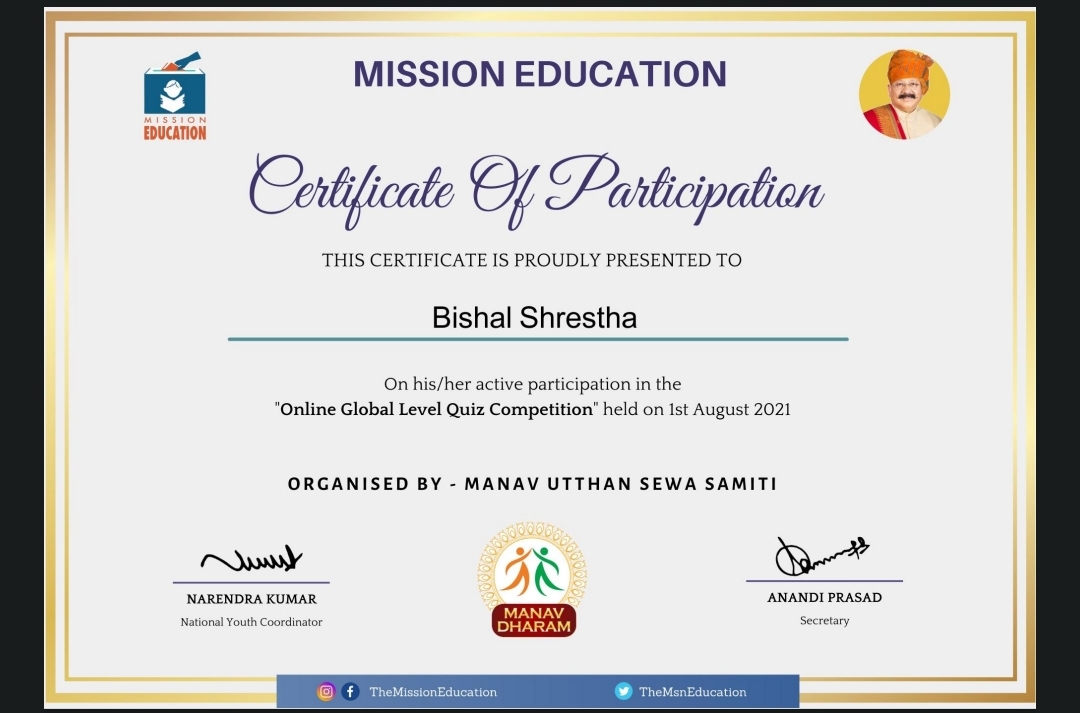 MISSION EDUCATION
MISSION
EDUCATION
Certificate Of Participation
THIS CERTIFICATE IS PROUDLY PRESENTED TO
Bishal Shrestha
On his/her active participation in the
"Online Global Level Quiz Competition" held on 1st August 2021
ORGANISED BY - MANAV UTTHAN SEWA SAMITI
NARENDRA KUMAR
National Youth Coordinator
MANAV
DHARAM
ANANDI PRASAD
Secretary
TheMissionEducation
TheMsnEducation